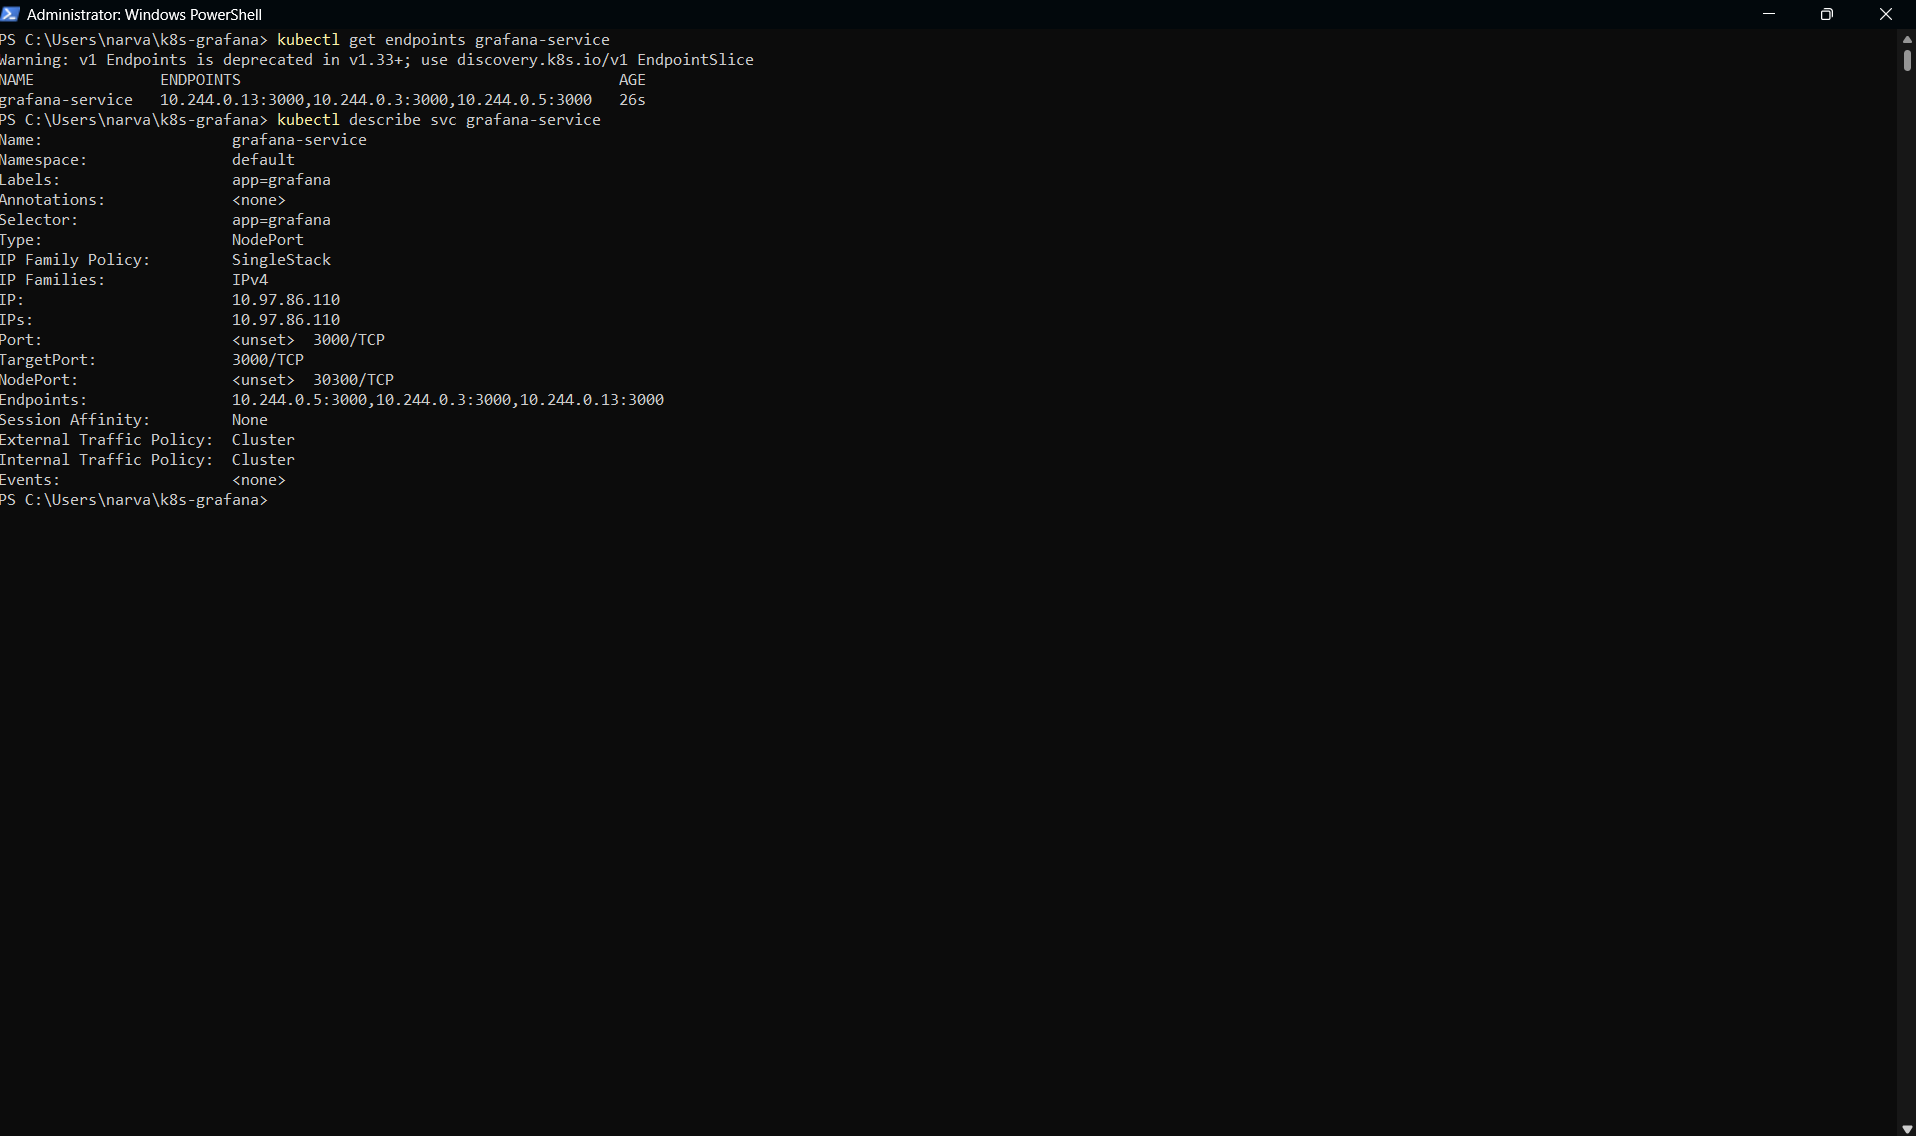 Administrator: Windows PowerShell
PS C:\Users\narva\k8s-grafana> kubectl get endpoints grafana-service
Warning: v1 Endpoints is deprecated in v1.33+; use discovery.k8s.io/v1 EndpointSlice
NAME              ENDPOINTS                                          AGE
grafana-service   10.244.0.13:3000,10.244.0.3:3000,10.244.0.5:3000   26s
PS C:\Users\narva\k8s-grafana> kubectl describe svc grafana-service
Name:                     grafana-service
Namespace:                default
Labels:                   app=grafana
Annotations:              <none>
Selector:                 app=grafana
Type:                     NodePort
IP Family Policy:         SingleStack
IP Families:              IPv4
IP:                       10.97.86.110
IPs:                      10.97.86.110
Port:                     <unset>  3000/TCP
TargetPort:               3000/TCP
NodePort:                 <unset>  30300/TCP
Endpoints:                10.244.0.5:3000,10.244.0.3:3000,10.244.0.13:3000
Session Affinity:         None
External Traffic Policy:  Cluster
Internal Traffic Policy:  Cluster
Events:                   <none>
PS C:\Users\narva\k8s-grafana>